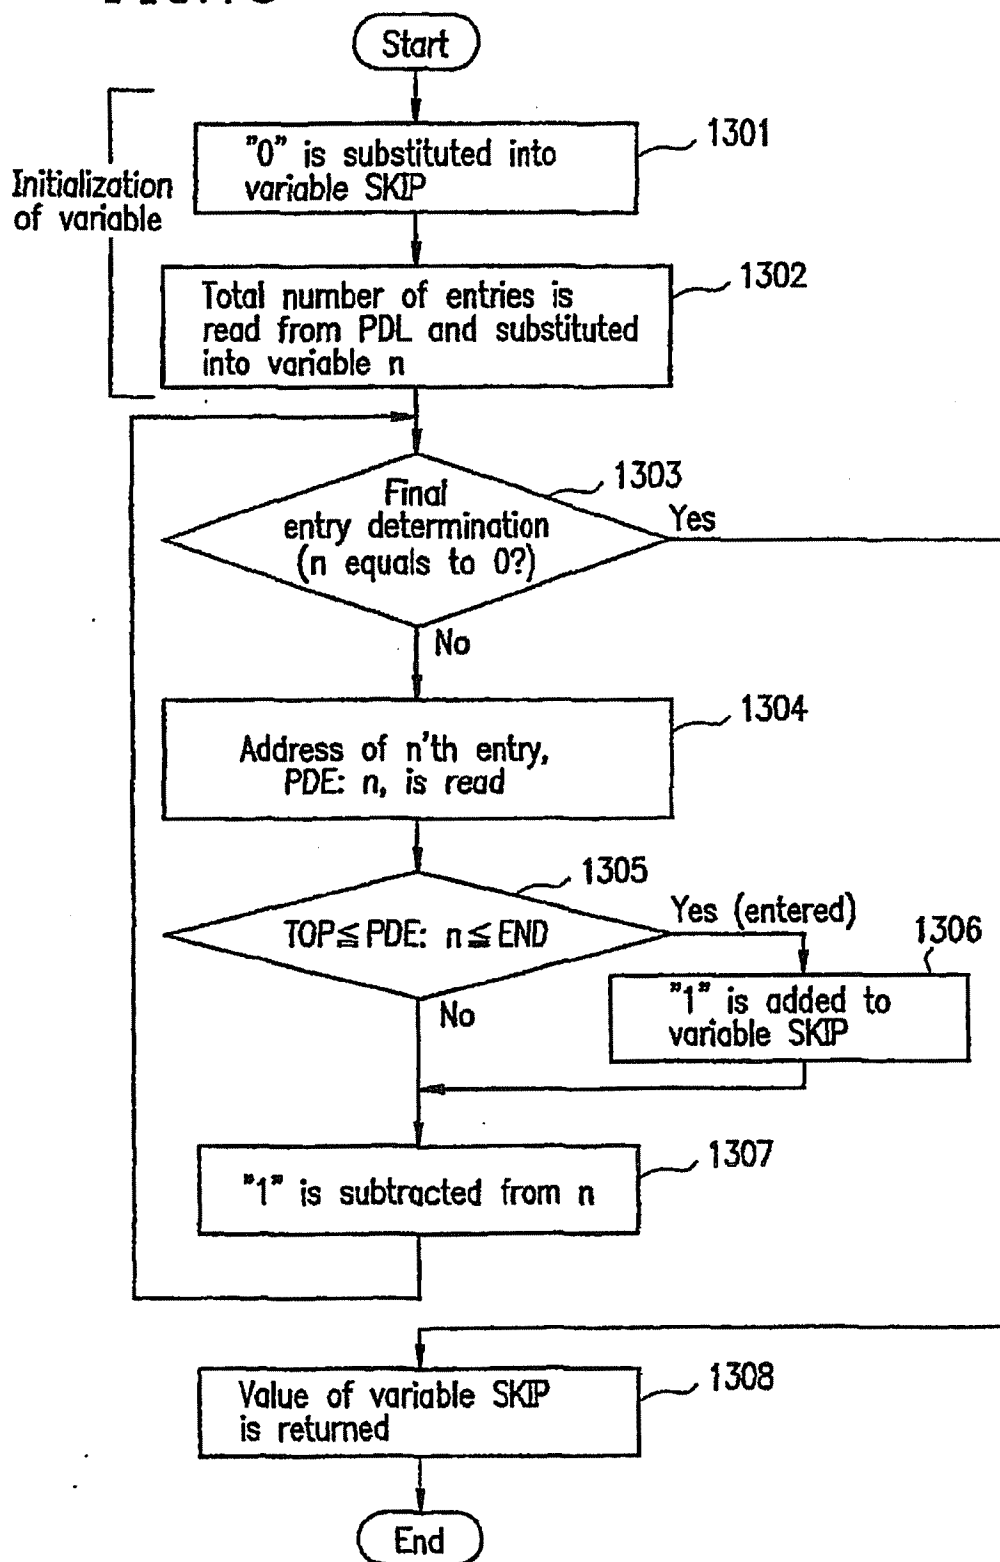 Start
"0" is substituted into
variable SKIP
1301
Initialization
of variable
Total number of entries is
read from PDL and substituted
into variable n
1302
Final
entry determination
(n equals to 0?)
1303
Yes
No
Address of n'th entry,
PDE: n, is read
1304
TOP≦PDE: n≦END
1305
Yes (entered)
No
1306
"1" is added to
variable SKIP
"1" is subtracted from n
1307
Value of variable SKIP
is returned
1308
End